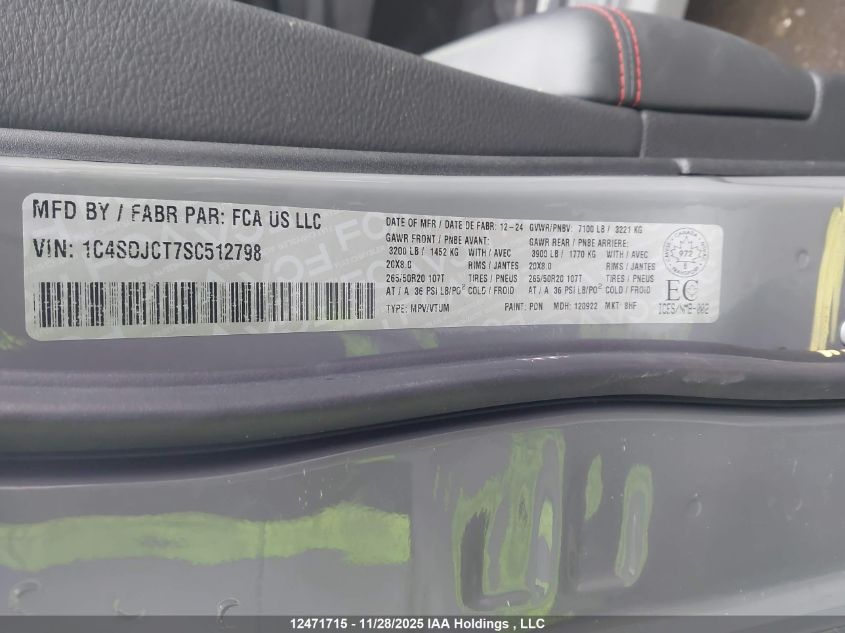 MFD BY / FABR PAR: FCA US LLC
VIN: 1C4SDJCT7SC512798
DATE OF MFR / DATE DE FABR: 12-24 GVWR/PNBV: 7100 LB / 3221 KG
GAWR FRONT / PNBE AVANT: GAWR REAR / PNBE ARRIERE:
3200 LB / 1452 KG WITH / AVEC 3900 LB / 1770 KG WITH / AVEC
20X8.0 RIMS / JANTES 20X8.0 RIMS / JANTES
265/50R20 107T TIRES / PNEUS 265/50R20 107T TIRES / PNEUS
AT / A 36 PSI LB/PO² COLD / FROID AT / A 36 PSI LB/PO² COLD / FROID
TYPE: MPV/VTUM PAINT: PDN MDH: 120922 MKT: BHF
CANADA
972
EC
ICES/NMB-002
12471715 - 11/28/2025 IAA Holdings, LLC